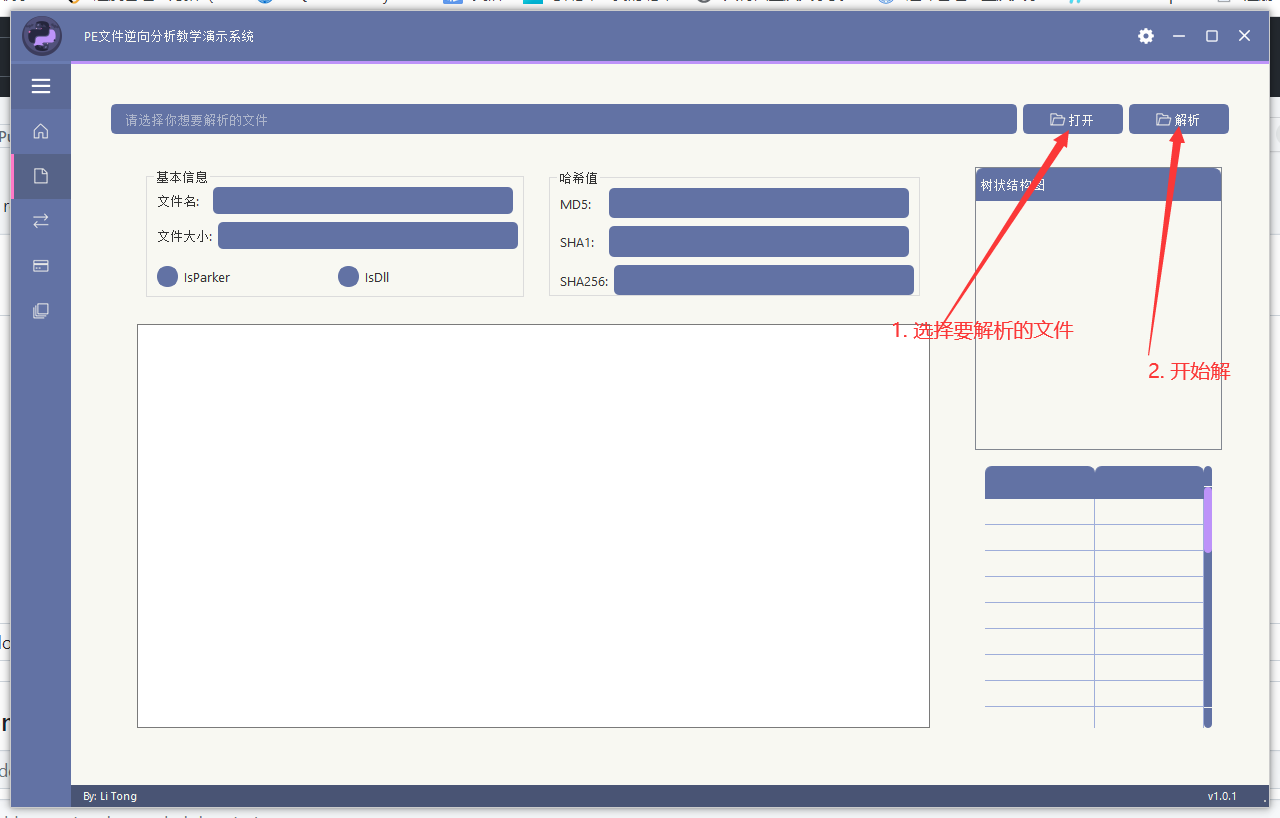 PE文件逆向分析教学演示系统
请选择你想要解析的文件
打开
解析
基本信息
文件名:
文件大小:
IsParker
IsDll
哈希值
MD5:
SHA1:
SHA256:
树状结构图
1. 选择要解析的文件
2. 开始解
By: Li Tong
v1.0.1